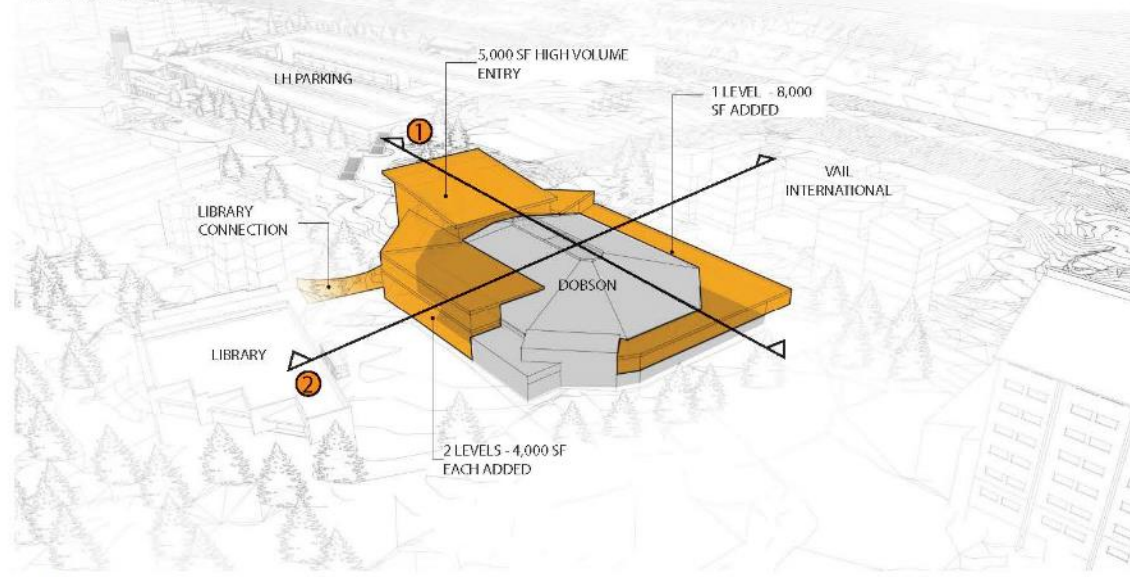 5,000 SF HIGH VOLUME
ENTRY
LH PARKING
1 LEVEL - 8,000
SF ADDED
1
VAIL
INTERNATIONAL
LIBRARY
CONNECTION
DOBSON
LIBRARY
2
2 LEVELS - 4,000 SF
EACH ADDED